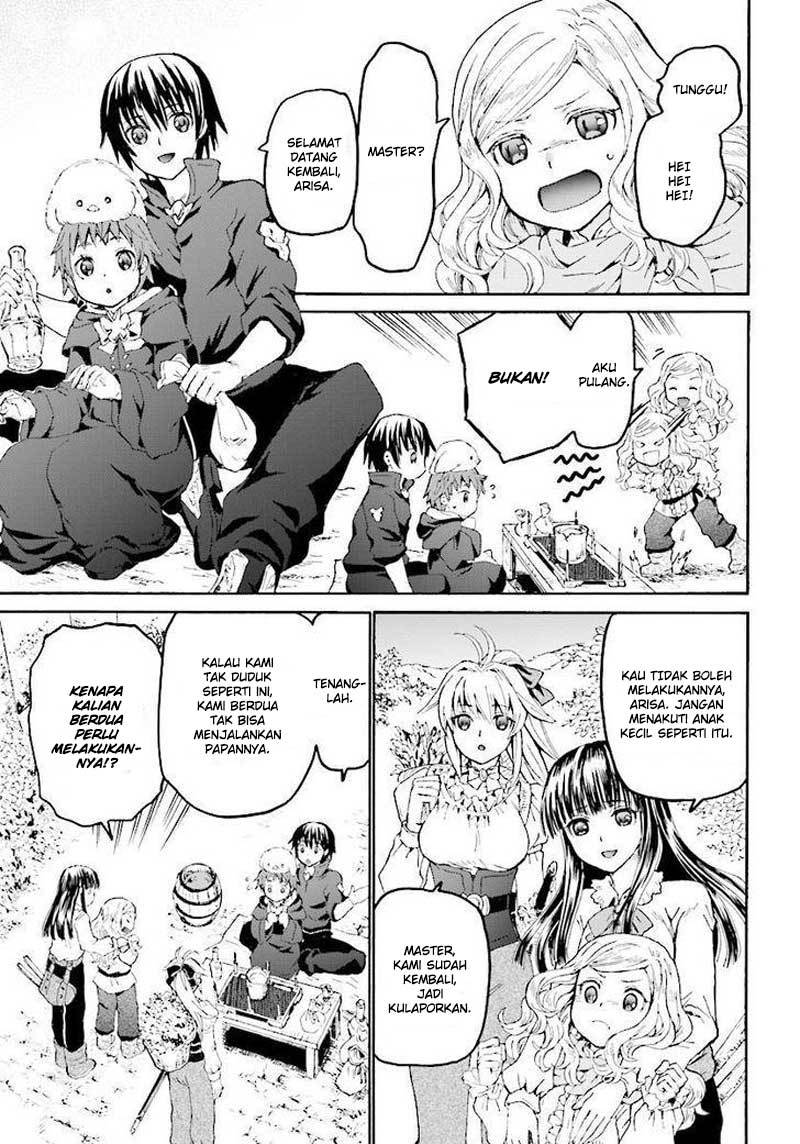 TUNGGU!
HEI
HEI
HEI!
MASTER?
SELAMAT
DATANG
KEMBALI,
ARISA.
AKU
PULANG.
BUKAN!
KAU TIDAK BOLEH
MELAKUKANNYA,
ARISA. JANGAN
MENAKUTI ANAK
KECIL SEPERTI ITU.
MASTER,
KAMI SUDAH
KEMBALI,
JADI
KULAPORKAN.
TENANG-
LAH.
KALAU KAMI
TAK DUDUK
SEPERTI INI,
KAMI BERDUA
TAK BISA
MENJALANKAN
PAPANNYA.
KENAPA
KALIAN
BERDUA
PERLU
MELAKUKAN-
NYA!?